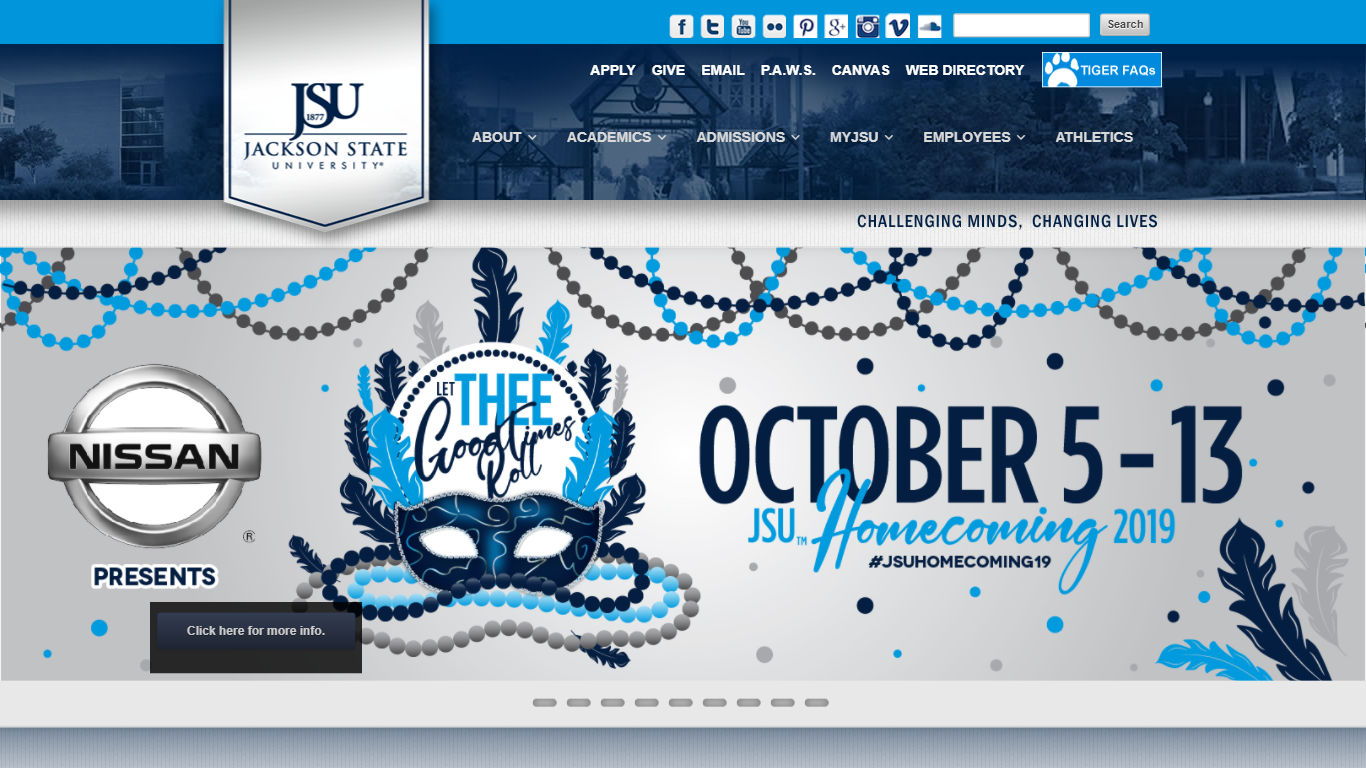 f
t
You
Tube
g+
Search
APPLY GIVE EMAIL P.A.W.S. CANVAS WEB DIRECTORY
TIGER FAQs
JSU
1877
JACKSON STATE
UNIVERSITY®
ABOUT ACADEMICS ADMISSIONS MYJSU EMPLOYEES ATHLETICS
CHALLENGING MINDS, CHANGING LIVES
NISSAN
®
PRESENTS
LET THEE
Good Times
Roll
OCTOBER 5 - 13
JSU™ Homecoming 2019
#JSUHOMECOMING19
Click here for more info.